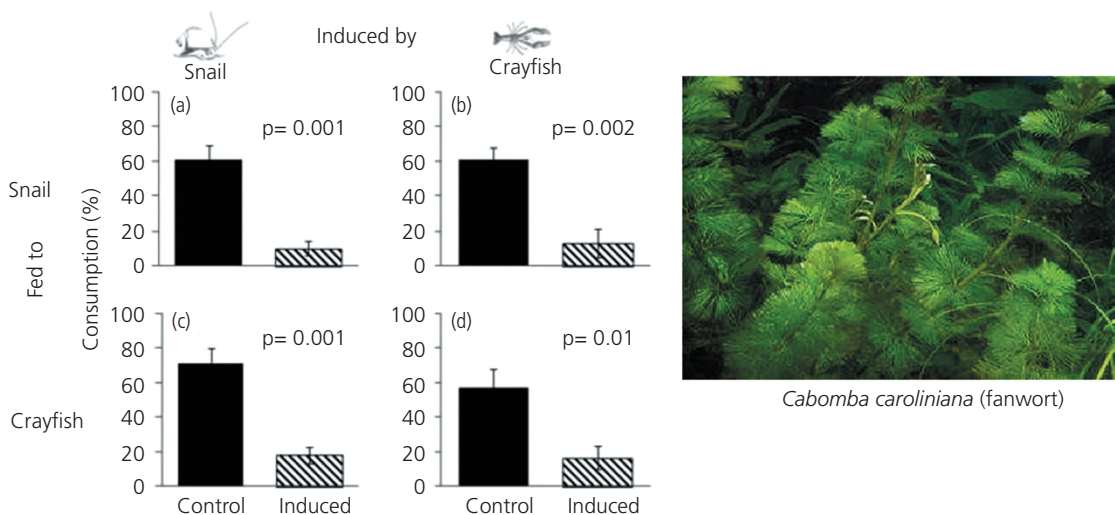 Induced by
Snail
Crayfish
Fed to
Snail
Crayfish
Consumption (%)
(a)
p= 0.001
100
80
60
40
20
0
(b)
p= 0.002
100
80
60
40
20
0
(c)
p= 0.001
100
80
60
40
20
0
Control Induced
(d)
p= 0.01
100
80
60
40
20
0
Control Induced
Cabomba caroliniana (fanwort)